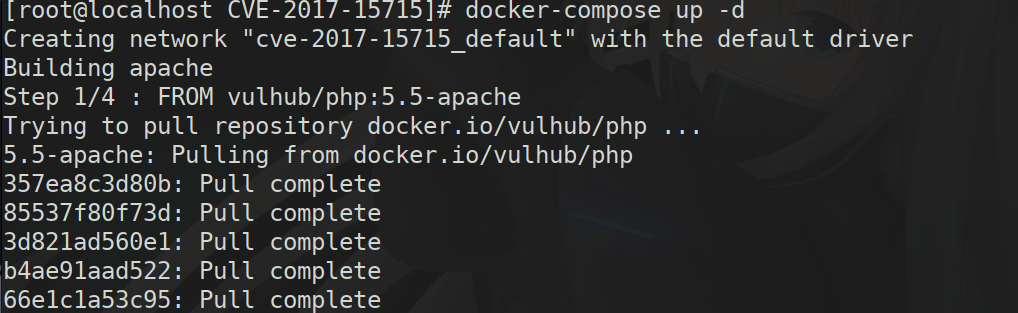 [root@localhost CVE-2017-15715]# docker-compose up -d
Creating network "cve-2017-15715_default" with the default driver
Building apache
Step 1/4 : FROM vulhub/php:5.5-apache
Trying to pull repository docker.io/vulhub/php ...
5.5-apache: Pulling from docker.io/vulhub/php
357ea8c3d80b: Pull complete
85537f80f73d: Pull complete
3d821ad560e1: Pull complete
b4ae91aad522: Pull complete
66e1c1a53c95: Pull complete